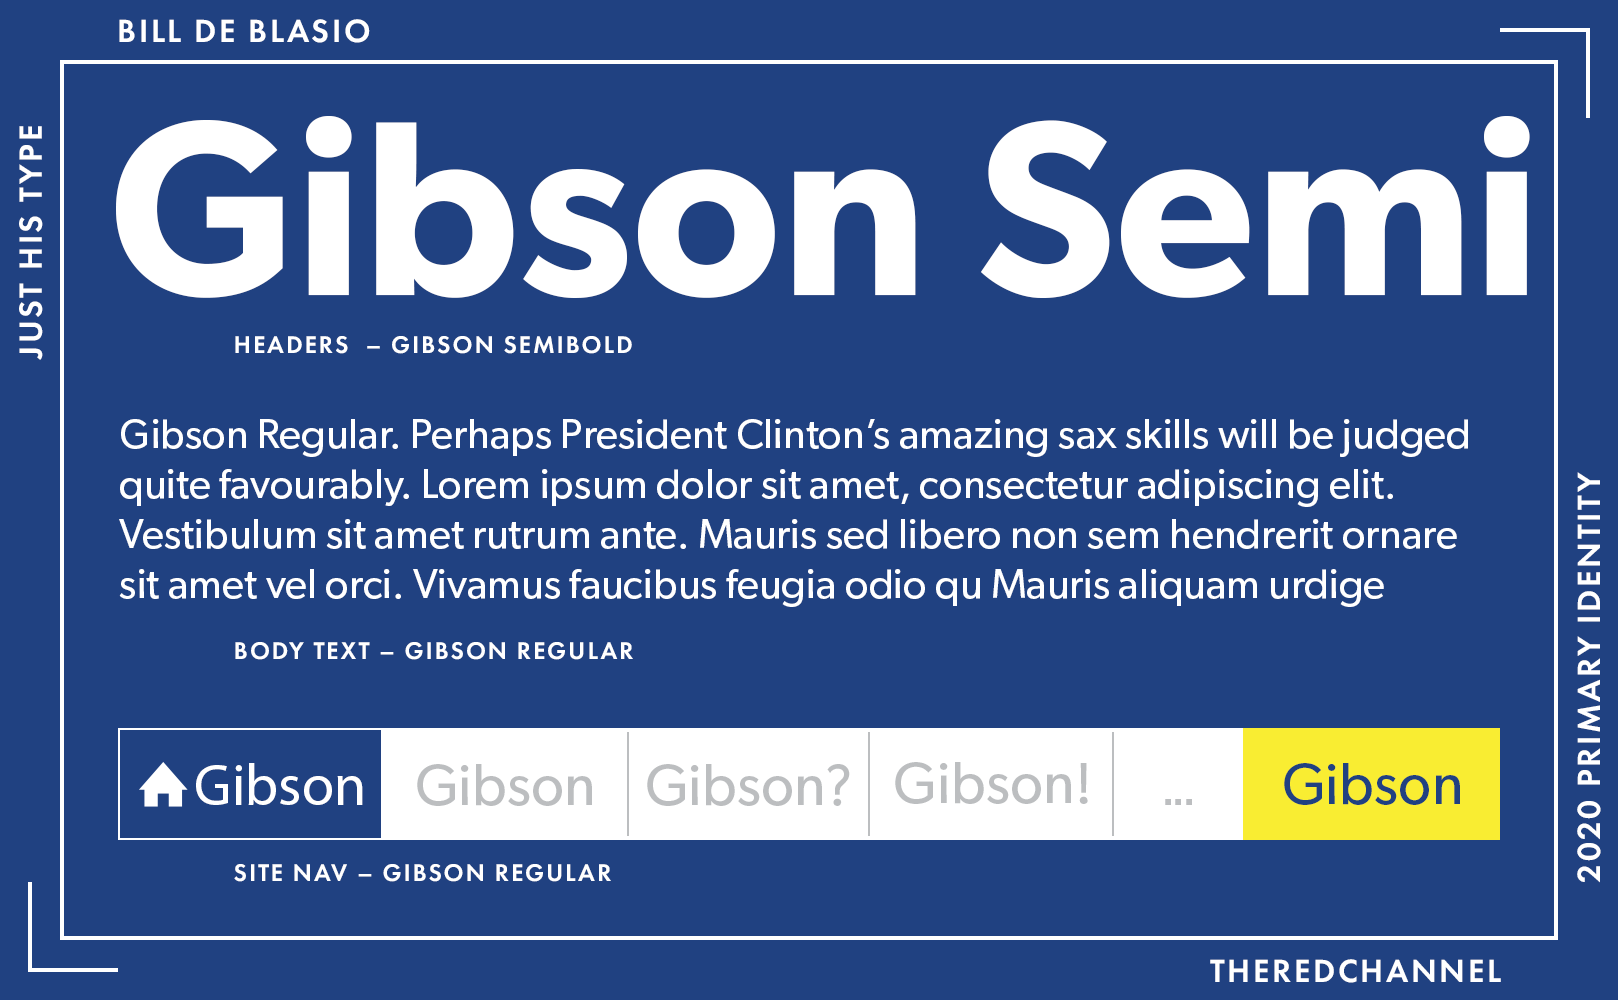 BILL DE BLASIO
JUST HIS TYPE
Gibson Semi
HEADERS – GIBSON SEMIBOLD
Gibson Regular. Perhaps President Clinton’s amazing sax skills will be judged
quite favourably. Lorem ipsum dolor sit amet, consectetur adipiscing elit.
Vestibulum sit amet rutrum ante. Mauris sed libero non sem hendrerit ornare
sit amet vel orci. Vivamus faucibus feugia odio qu Mauris aliquam urdige
BODY TEXT – GIBSON REGULAR
Gibson Gibson Gibson? Gibson! ... Gibson
SITE NAV – GIBSON REGULAR
2020 PRIMARY IDENTITY
THEREDCHANNEL